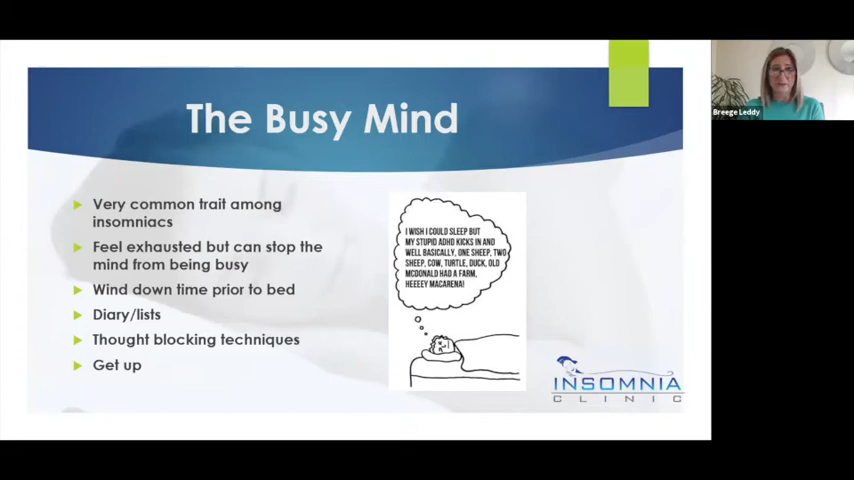 The Busy Mind
Very common trait among
insomniacs
Feel exhausted but can stop the
mind from being busy
Wind down time prior to bed
Diary/lists
Thought blocking techniques
Get up
I WISH I COULD SLEEP BUT
MY STUPID ADHD KICKS IN AND
WELL BASICALLY, ONE SHEEP, TWO
SHEEP, COW, TURTLE, DUCK, OLD
MCDONALD HAD A FARM,
HEEEEY MACARENA!
INSOMNIA
CLINIC
Breege Leddy